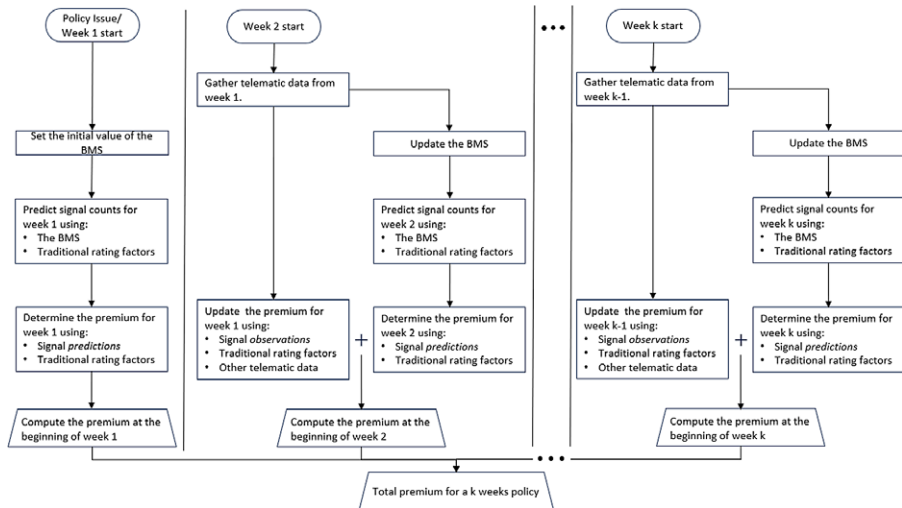 Policy Issue/
Week 1 start
Set the initial value of the
BMS
Predict signal counts for
week 1 using:
• The BMS
• Traditional rating factors
Determine the premium for
week 1 using:
• Signal predictions
• Traditional rating factors
Compute the premium at the
beginning of week 1
Week 2 start
Gather telematic data from
week 1.
Update the BMS
Predict signal counts for
week 2 using:
• The BMS
• Traditional rating factors
Update the premium for
week 1 using:
• Signal observations
• Traditional rating factors
• Other telematic data
+
Determine the premium for
week 2 using:
• Signal predictions
• Traditional rating factors
Compute the premium at the
beginning of week 2
•••
•••
Week k start
Gather telematic data from
week k-1.
Update the BMS
Predict signal counts for
week k using:
• The BMS
• Traditional rating factors
Update the premium for
week k-1 using:
• Signal observations
• Traditional rating factors
• Other telematic data
+
Determine the premium for
week k using:
• Signal predictions
• Traditional rating factors
Compute the premium at the
beginning of week k
Total premium for a k weeks policy